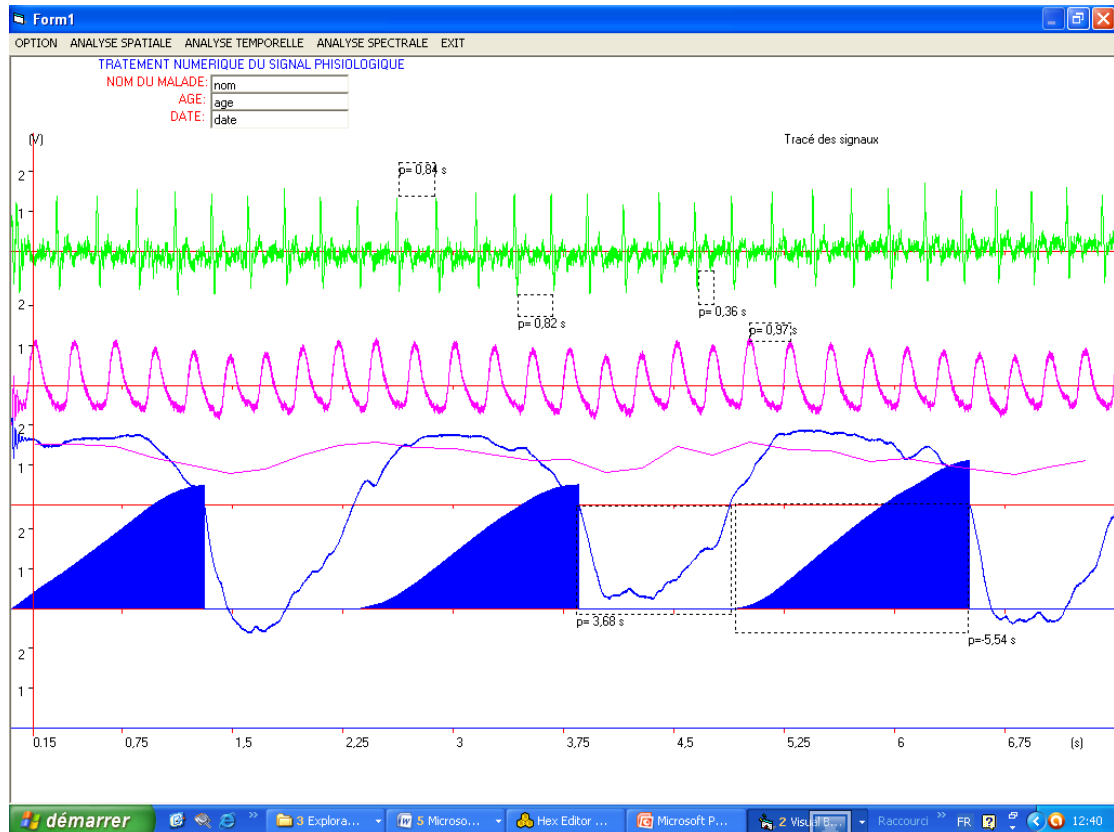 Form1
OPTION ANALYSE SPATIALE ANALYSE TEMPORELLE ANALYSE SPECTRALE EXIT
TRATEMENT NUMERIQUE DU SIGNAL PHISIOLOGIQUE
NOM DU MALADE: nom
AGE: age
DATE: date
(V)
Tracé des signaux
p= 0,84 s
2
1
2
p= 0,36 s
p= 0,82 s
p= 0,97 s
1
2
1
2
1
p= 3,68 s
p=-5,54
2
1
0.15 0,75 1,5 2,25 3 3,75 4,5 5,25 6 6,75 (s)
démarrer » 3 Explora... 5 Microso... Hex Editor ... Microsoft P... 2 Visual B... Raccourci » FR 12:40